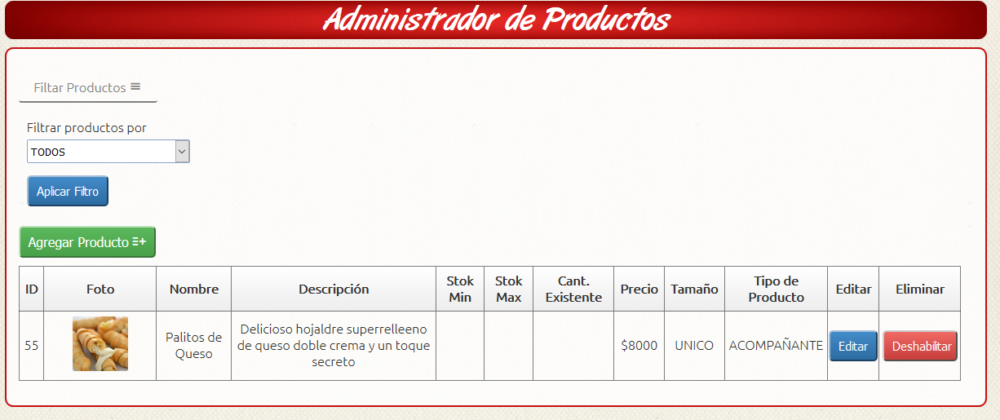 Administrador de Productos
Filtar Productos
Filtrar productos por
TODOS
Aplicar Filtro
Agregar Producto
ID Foto Nombre Descripción Stok Min Stok Max Cant. Existente Precio Tamaño Tipo de Producto Editar Eliminar
55 Palitos de Queso Delicioso hojaldre superrelleeno de queso doble crema y un toque secreto $8000 UNICO ACOMPAÑANTE Editar Deshabilitar